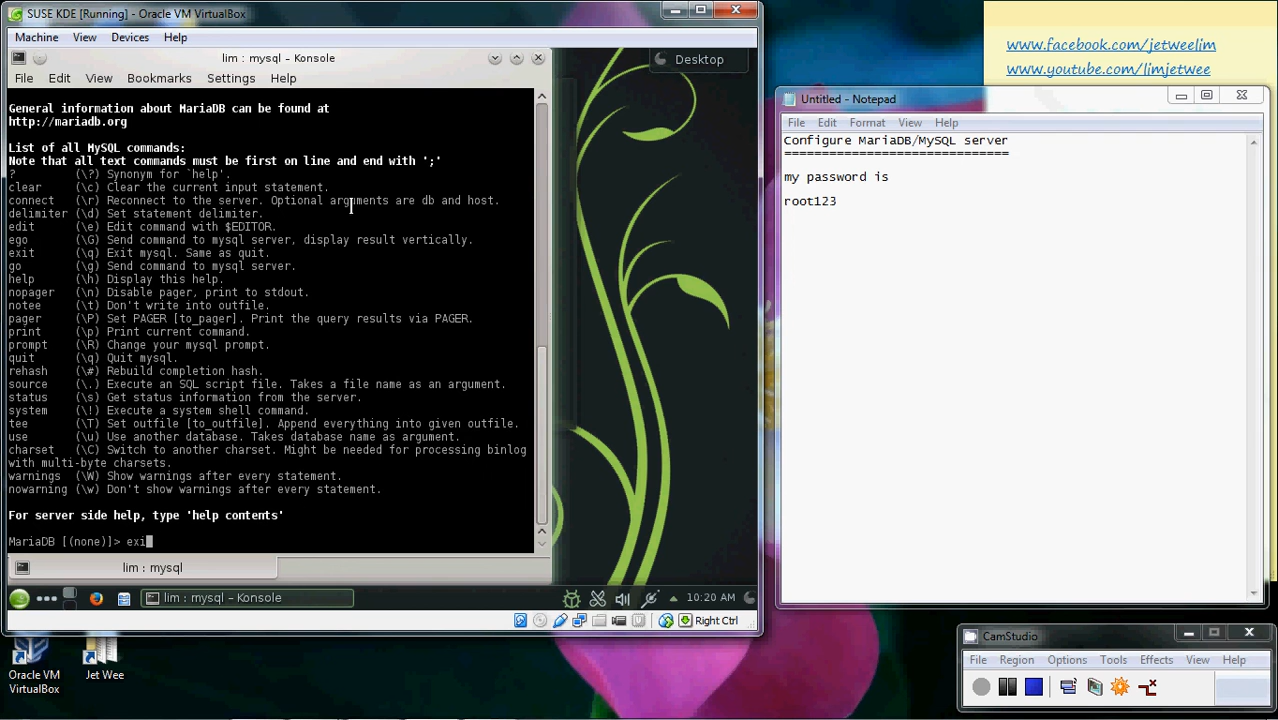 SUSE KDE [Running] - Oracle VM VirtualBox
Machine View Devices Help
lim : mysql – Konsole
File Edit View Bookmarks Settings Help
General information about MariaDB can be found at
http://mariadb.org
List of all MySQL commands:
Note that all text commands must be first on line and end with ';'
? (\?) Synonym for `help'.
clear (\c) Clear the current input statement.
connect (\r) Reconnect to the server. Optional arguments are db and host.
delimiter (\d) Set statement delimiter.
edit (\e) Edit command with $EDITOR.
ego (\G) Send command to mysql server, display result vertically.
exit (\q) Exit mysql. Same as quit.
go (\g) Send command to mysql server.
help (\h) Display this help.
nopager (\n) Disable pager, print to stdout.
notee (\t) Don't write into outfile.
pager (\P) Set PAGER [to_pager]. Print the query results via PAGER.
print (\p) Print current command.
prompt (\R) Change your mysql prompt.
quit (\q) Quit mysql.
rehash (\#) Rebuild completion hash.
source (\.) Execute an SQL script file. Takes a file name as an argument.
status (\s) Get status information from the server.
system (\!) Execute a system shell command.
tee (\T) Set outfile [to_outfile]. Append everything into given outfile.
use (\u) Use another database. Takes database name as argument.
charset (\C) Switch to another charset. Might be needed for processing binlog
with multi-byte charsets.
warnings (\W) Show warnings after every statement.
nowarning (\w) Don't show warnings after every statement.
For server side help, type 'help contents'
MariaDB [(none)]> exi
lim : mysql
lim : mysql – Konsole
10:20 AM
Right Ctrl
Desktop
www.facebook.com/jetweelim
www.youtube.com/limjetwee
Untitled - Notepad
File Edit Format View Help
Configure MariaDB/MySQL server
==============================
my password is
root123
Oracle VM
VirtualBox
Jet Wee
CamStudio
File Region Options Tools Effects View Help